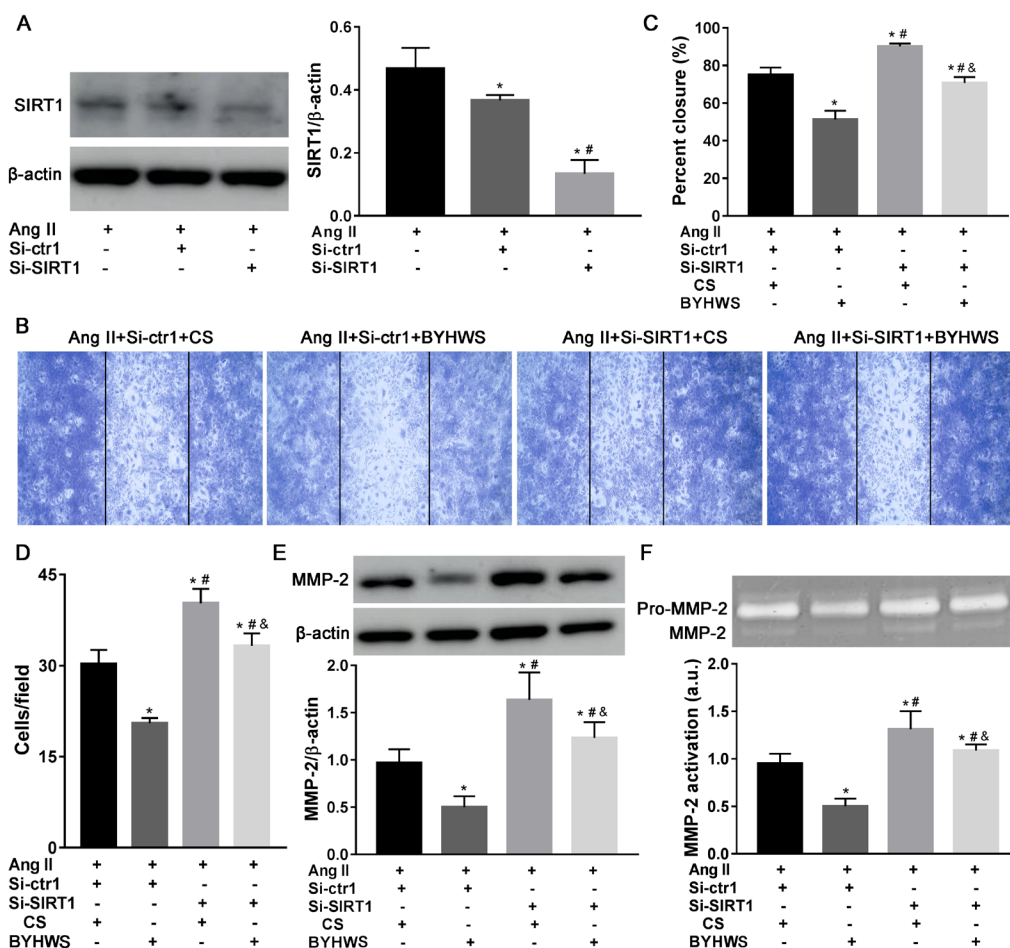 A
SIRT1
β-actin
Ang II + + +
Si-ctr1 - + -
Si-SIRT1 - - +
SIRT1/β-actin
0.6
0.4
0.2
0.0
*
* #
Ang II + + +
Si-ctr1 - + -
Si-SIRT1 - - +
C
Percent closure (%)
100
80
60
40
20
0
*
* #
* # &
Ang II + + + +
Si-ctr1 + + - -
Si-SIRT1 - - + +
CS + - + -
BYHWS - + - +
B
Ang II+Si-ctr1+CS
Ang II+Si-ctr1+BYHWS
Ang II+Si-SIRT1+CS
Ang II+Si-SIRT1+BYHWS
D
Cells/field
45
30
15
0
*
* #
* # &
Ang II + + + +
Si-ctr1 + + - -
Si-SIRT1 - - + +
CS + - + -
BYHWS - + - +
E
MMP-2
β-actin
MMP-2/β-actin
2.0
1.5
1.0
0.5
0.0
*
* #
* # &
Ang II + + + +
Si-ctr1 + + - -
Si-SIRT1 - - + +
CS + - + -
BYHWS - + - +
F
Pro-MMP-2
MMP-2
MMP-2 activation (a.u.)
2.0
1.5
1.0
0.5
0.0
*
* #
* # &
Ang II + + + +
Si-ctr1 + + - -
Si-SIRT1 - - + +
CS + - + -
BYHWS - + - +